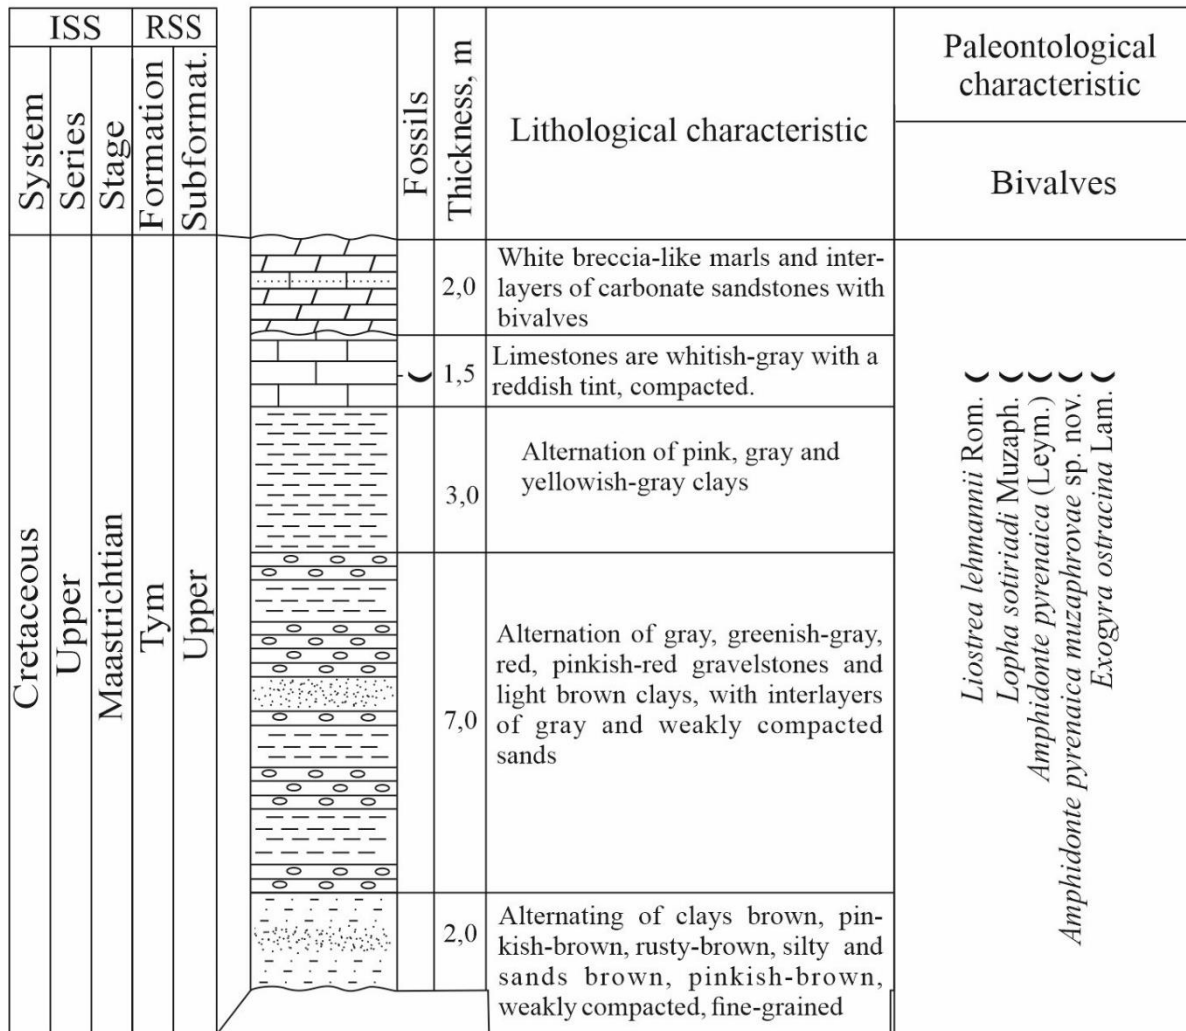 ISS
RSS
System
Series
Stage
Formation
Subformat.
Fossils
Thickness, m
Lithological characteristic
Paleontological
characteristic
Bivalves
Cretaceous
Upper
Maastrichtian
Tym
Upper
2,0
White breccia-like marls and inter-
layers of carbonate sandstones with
bivalves
1,5
Limestones are whitish-gray with a
reddish tint, compacted.
3,0
Alternation of pink, gray and
yellowish-gray clays
7,0
Alternation of gray, greenish-gray,
red, pinkish-red gravelstones and
light brown clays, with interlayers
of gray and weakly compacted
sands
2,0
Alternating of clays brown, pin-
kish-brown, rusty-brown, silty and
sands brown, pinkish-brown,
weakly compacted, fine-grained
Liostrea lehmannii Rom.
Lopha sotiriadi Muzaph.
Amphidonte pyrenaica (Leym.)
Amphidonte pyrenaica muzaphrovae sp. nov.
Exogyra ostracina Lam.